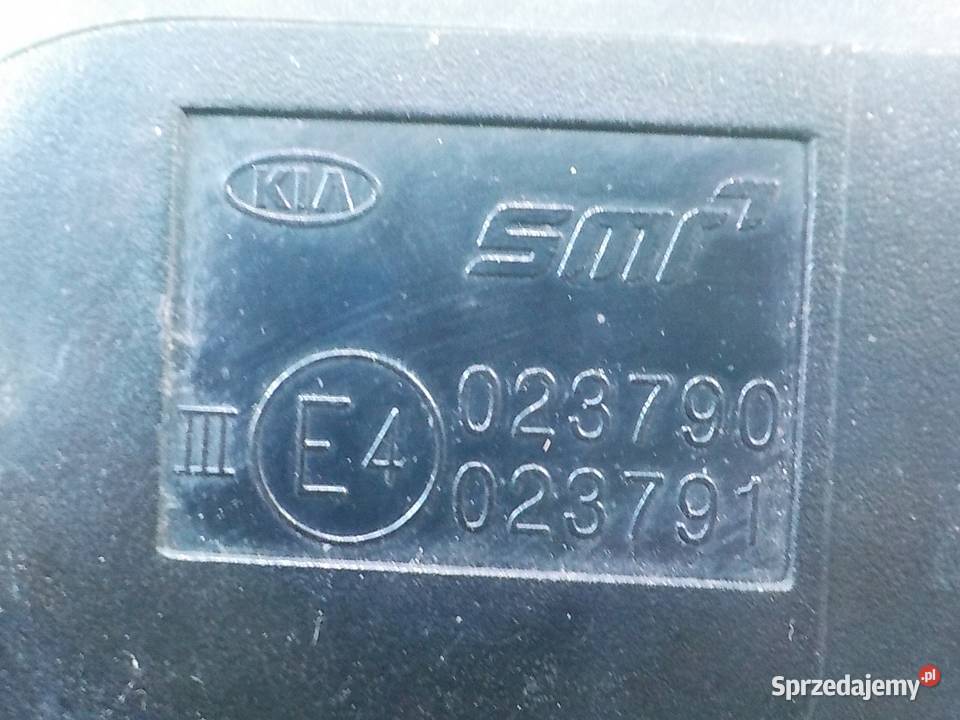 KIA
smr
III E4 023790
023791
Sprzedajemy.pl